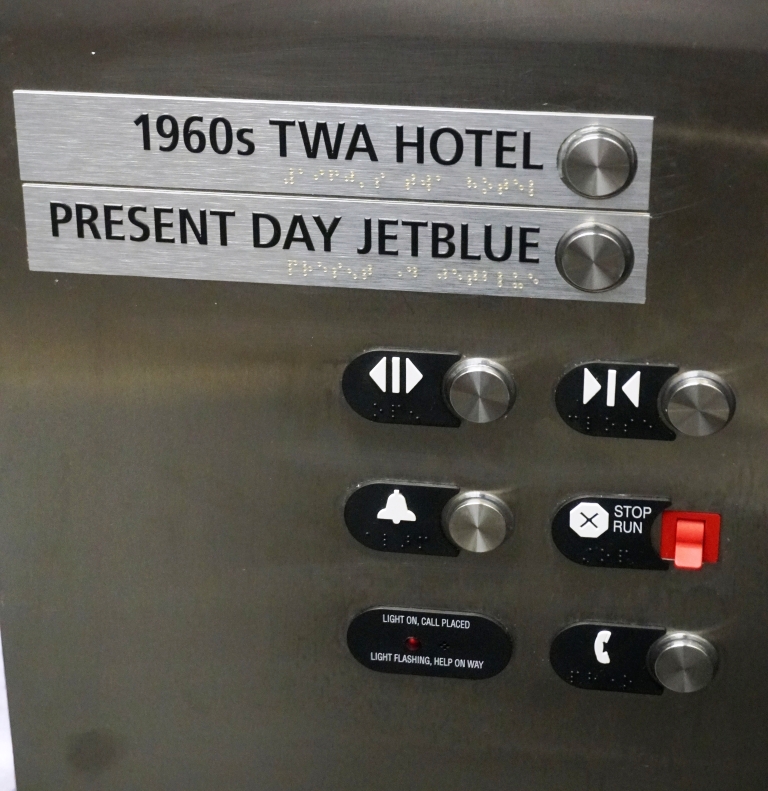 1960s TWA HOTEL
PRESENT DAY JETBLUE
STOP
RUN
LIGHT ON, CALL PLACED
LIGHT FLASHING, HELP ON WAY